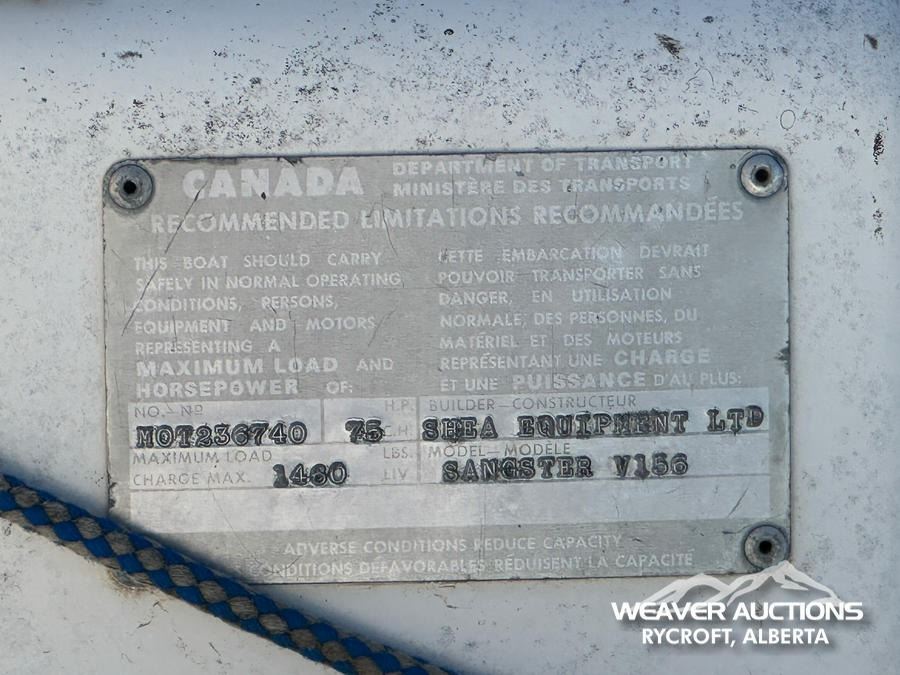 CANADA
DEPARTMENT OF TRANSPORT
MINISTÈRE DES TRANSPORTS
RECOMMENDED LIMITATIONS RECOMMANDÉES
THIS BOAT SHOULD CARRY
SAFELY IN NORMAL OPERATING
CONDITIONS, PERSONS,
EQUIPMENT AND MOTORS
REPRESENTING A
MAXIMUM LOAD AND
HORSEPOWER OF:
CETTE EMBARCATION DEVRAIT
POUVOIR TRANSPORTER SANS
DANGER, EN UTILISATION
NORMALE, DES PERSONNES, DU
MATÉRIEL ET DES MOTEURS
REPRÉSENTANT UNE CHARGE
ET UNE PUISSANCE D'AU PLUS:
NO.–Nº
MOT236740
75
H.P.
C.H.
BUILDER–CONSTRUCTEUR
SHEA EQUIPMENT LTD
MAXIMUM LOAD
CHARGE MAX.
1460
LBS.
LIV
MODEL–MODÈLE
SANGSTER V156
ADVERSE CONDITIONS REDUCE CAPACITY
CONDITIONS DÉFAVORABLES RÉDUISENT LA CAPACITÉ
WEAVER AUCTIONS
RYCROFT, ALBERTA